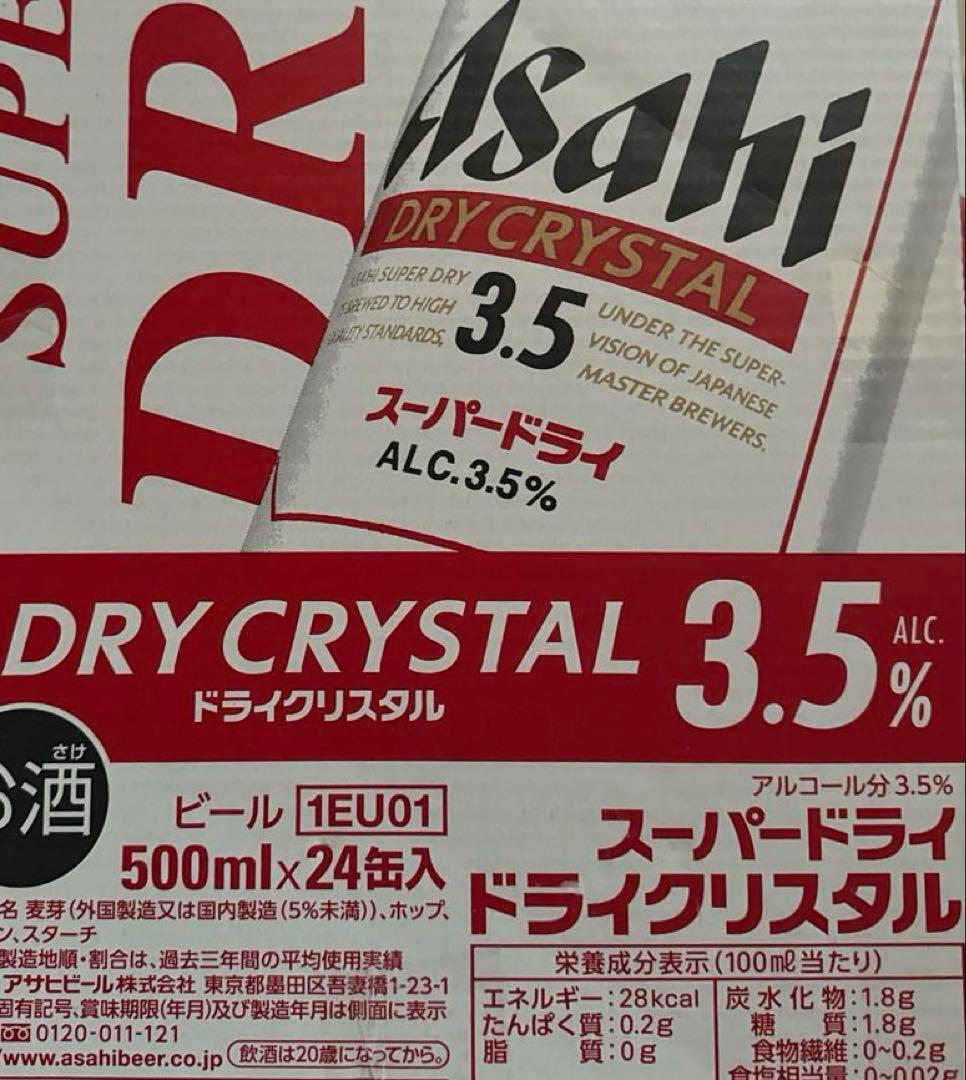 SUPE
DR
Asahi
DRY CRYSTAL
ASAHI SUPER DRY
IS BREWED TO HIGH
QUALITY STANDARDS,
3.5
UNDER THE SUPER-
VISION OF JAPANESE
MASTER BREWERS.
スーパードライ
ALC.3.5%
DRY CRYSTAL 3.5 ALC.%
ドライクリスタル
お酒
さけ
ビール 1EU01
500ml×24缶入
名 麦芽(外国製造又は国内製造(5%未満))、ホップ、
ン、スターチ
製造地順・割合は、過去三年間の平均使用実績
アサヒビール株式会社 東京都墨田区吾妻橋1-23-1
固有記号、賞味期限(年月)及び製造年月は側面に表示
0120-011-121
/www.asahibeer.co.jp 飲酒は20歳になってから。
アルコール分3.5%
スーパードライ
ドライクリスタル
栄養成分表示(100ml当たり)
エネルギー:28kcal
たんぱく質:0.2g
脂質:0g
炭水化物:1.8g
糖質:1.8g
食物繊維:0~0.2g
食塩相当量:0~0.02g